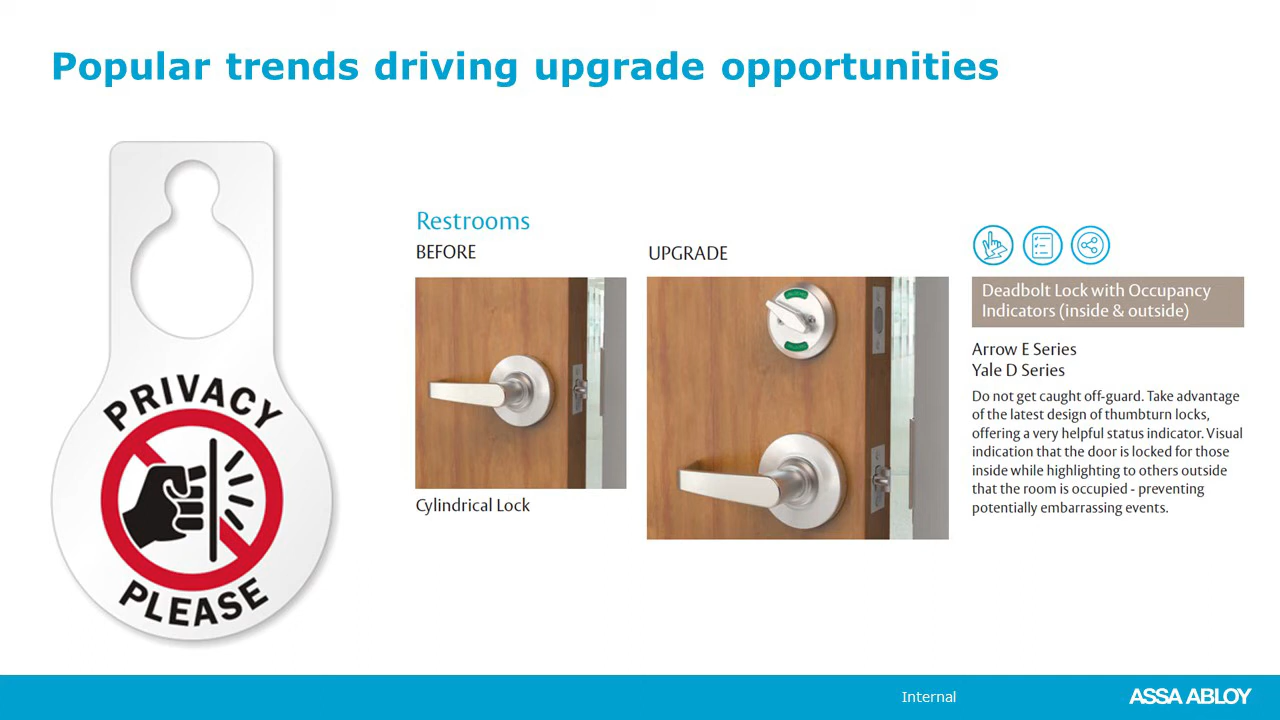 Popular trends driving upgrade opportunities
PRIVACY
PLEASE
Restrooms
BEFORE
UPGRADE
Cylindrical Lock
Deadbolt Lock with Occupancy
Indicators (inside & outside)
Arrow E Series
Yale D Series
Do not get caught off-guard. Take advantage
of the latest design of thumbturn locks,
offering a very helpful status indicator. Visual
indication that the door is locked for those
inside while highlighting to others outside
that the room is occupied - preventing
potentially embarrassing events.
Internal
ASSA ABLOY